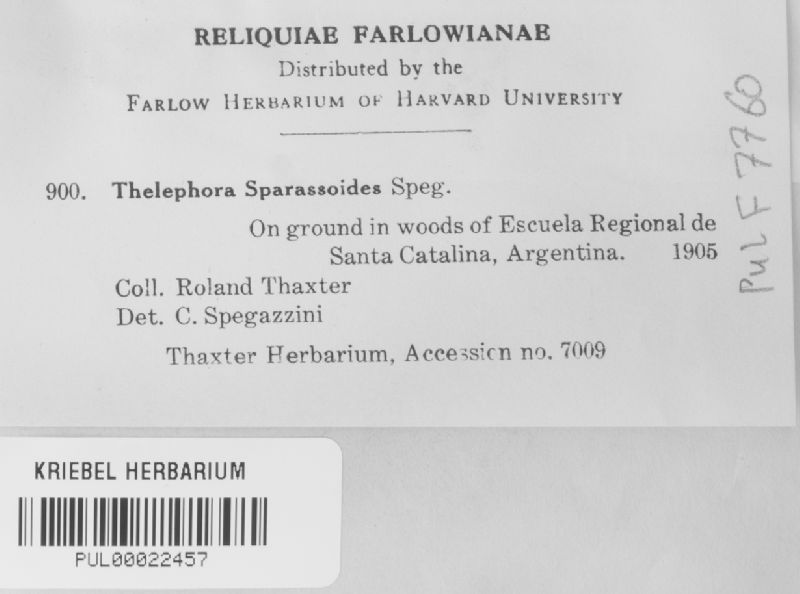 RELIQUIAE FARLOWIANAE
Distributed by the
FARLOW HERBARIUM OF HARVARD UNIVERSITY
900. Thelephora Sparassoides Speg.
On ground in woods of Escuela Regional de
Santa Catalina, Argentina. 1905
Coll. Roland Thaxter
Det. C. Spegazzini
Thaxter Herbarium, Accession no. 7009
Pul F 7760
KRIEBEL HERBARIUM
PUL00022457